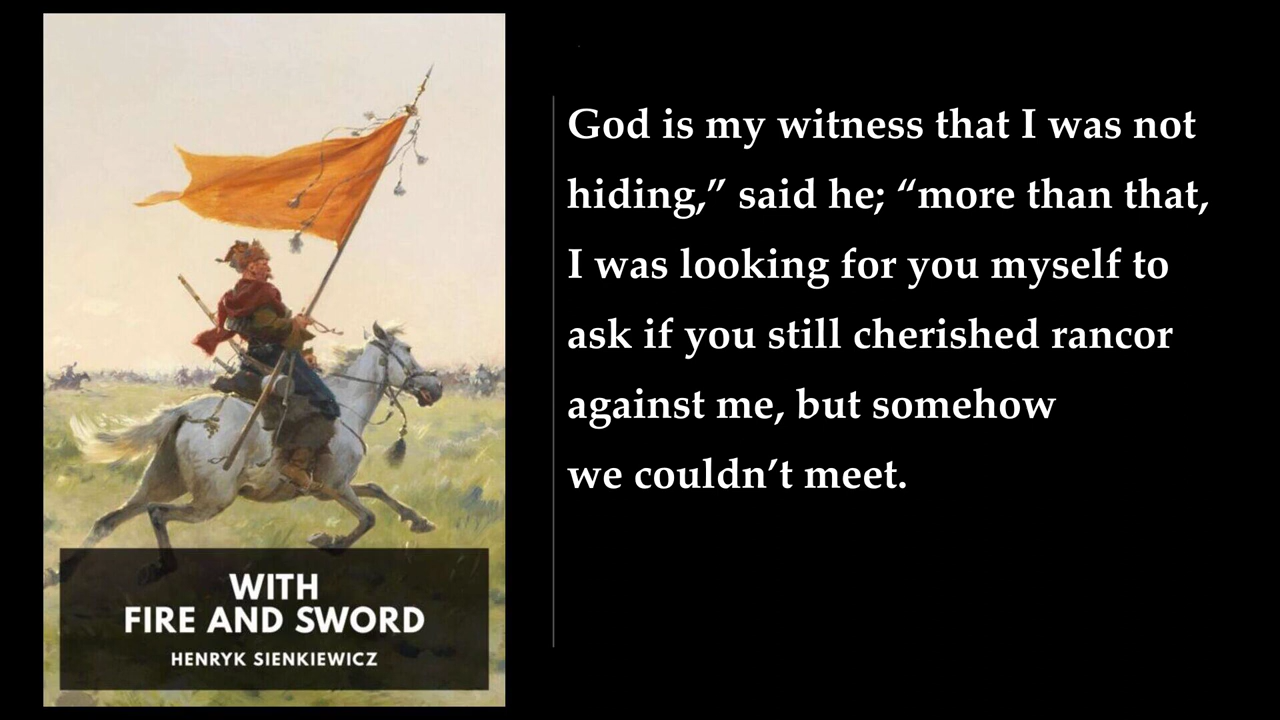 God is my witness that I was not
hiding,” said he; “more than that,
I was looking for you myself to
ask if you still cherished rancor
against me, but somehow
we couldn’t meet.
WITH
FIRE AND SWORD
HENRYK SIENKIEWICZ